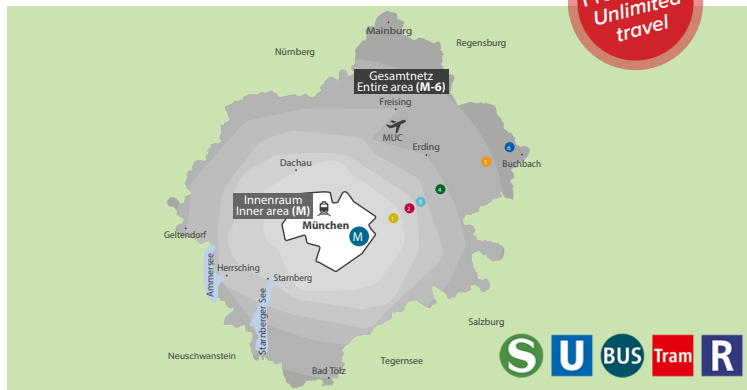 Unlimited
travel
Mainburg
Nürnberg
Regensburg
Gesamtnetz
Entire area (M-6)
Freising
MUC
Erding
6
5
Buchbach
Dachau
4
Innenraum
Inner area (M)
3
2
1
München
M
Geltendorf
Ammersee
Herrsching
Starnberg
Starnberger See
Salzburg
Neuschwanstein
Tegernsee
Bad Tölz
S
U
BUS
Tram
R